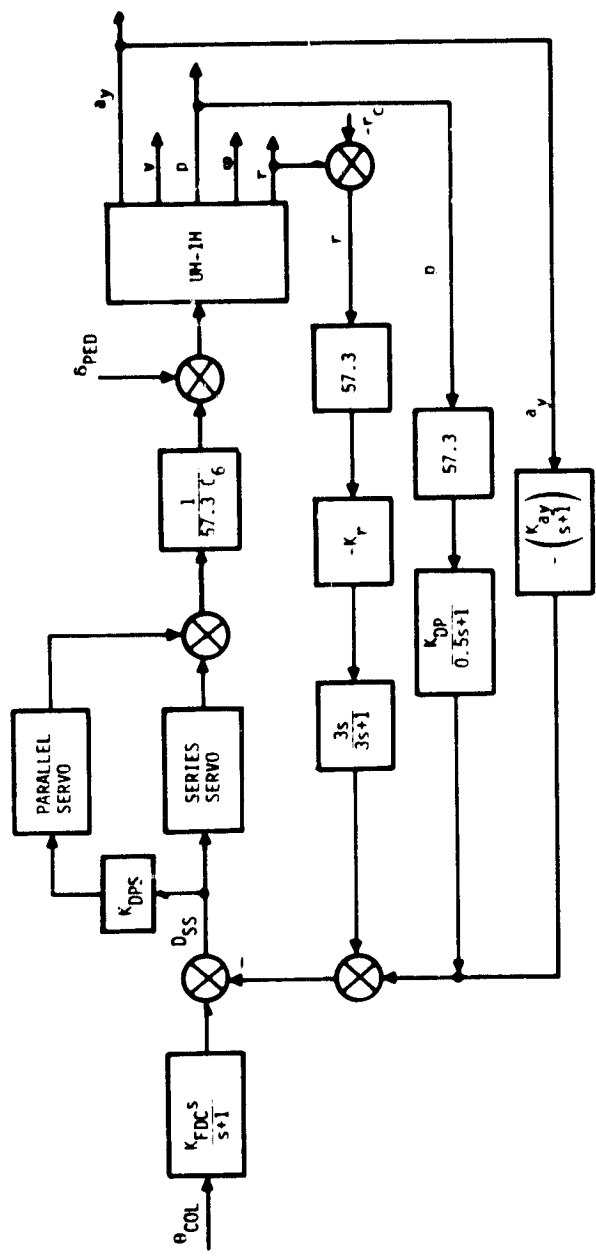 θ_COL
K_FDC s
s+1
D_SS
-
K_DPS
PARALLEL
SERVO
SERIES
SERVO
1
57.3 C_6
δ_PED
UH-1H
a_y
v
p
φ
r
-r_C
r
57.3
-K_r
3s
3s+1
p
57.3
K_DP
0.5s+1
a_y
-(K_ay
s+1)